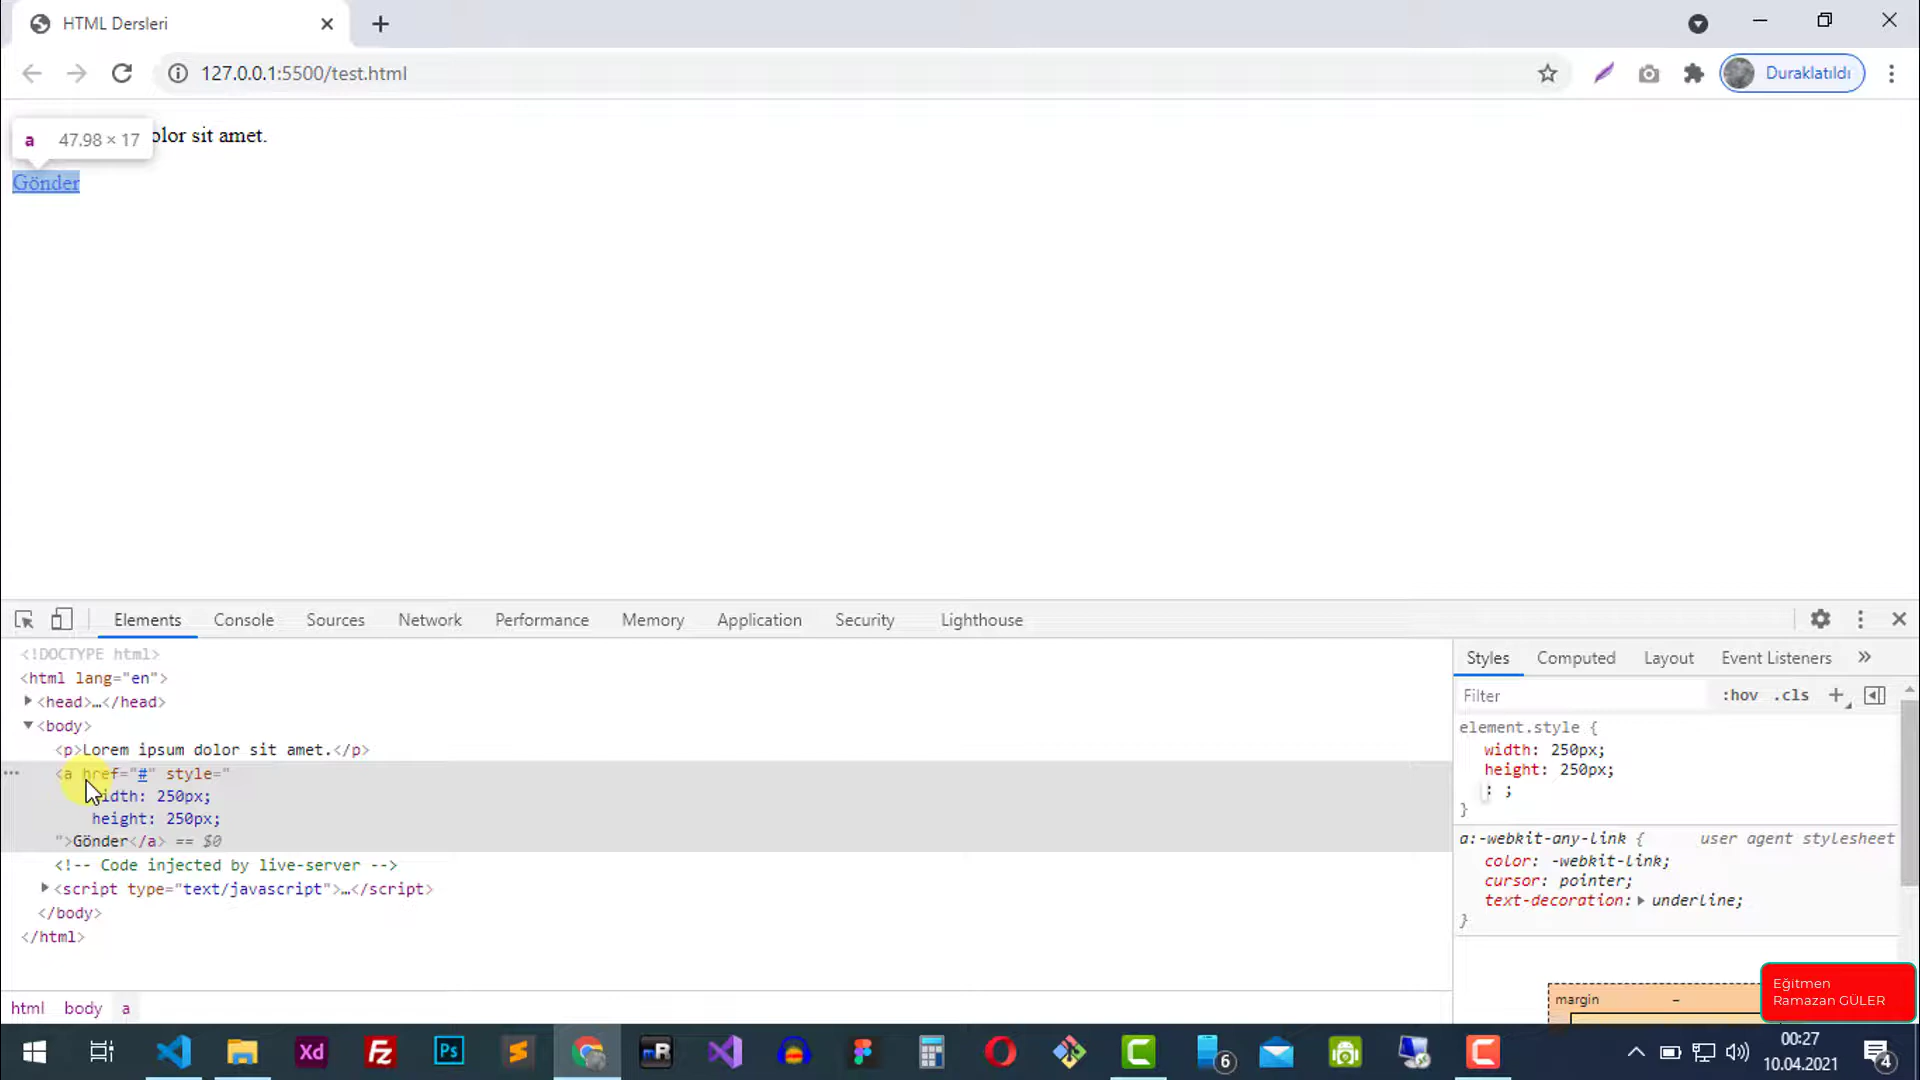 HTML Dersleri
127.0.0.1:5500/test.html
Duraklatıldı
a 47.98 × 17
olor sit amet.
Gönder
Elements Console Sources Network Performance Memory Application Security Lighthouse
<!DOCTYPE html>
<html lang="en">
<head>…</head>
<body>
<p>Lorem ipsum dolor sit amet.</p>
<a href="#" style="
idth: 250px;
height: 250px;
">Gönder</a> == $0
<!-- Code injected by live-server -->
<script type="text/javascript">…</script>
</body>
</html>
html body a
Styles Computed Layout Event Listeners
Filter :hov .cls
element.style {
width: 250px;
height: 250px;
: ;
}
a:-webkit-any-link { user agent stylesheet
color: -webkit-link;
cursor: pointer;
text-decoration: underline;
}
margin –
Eğitmen
Ramazan GÜLER
Xd Fz Ps mR 6
00:27
10.04.2021
4